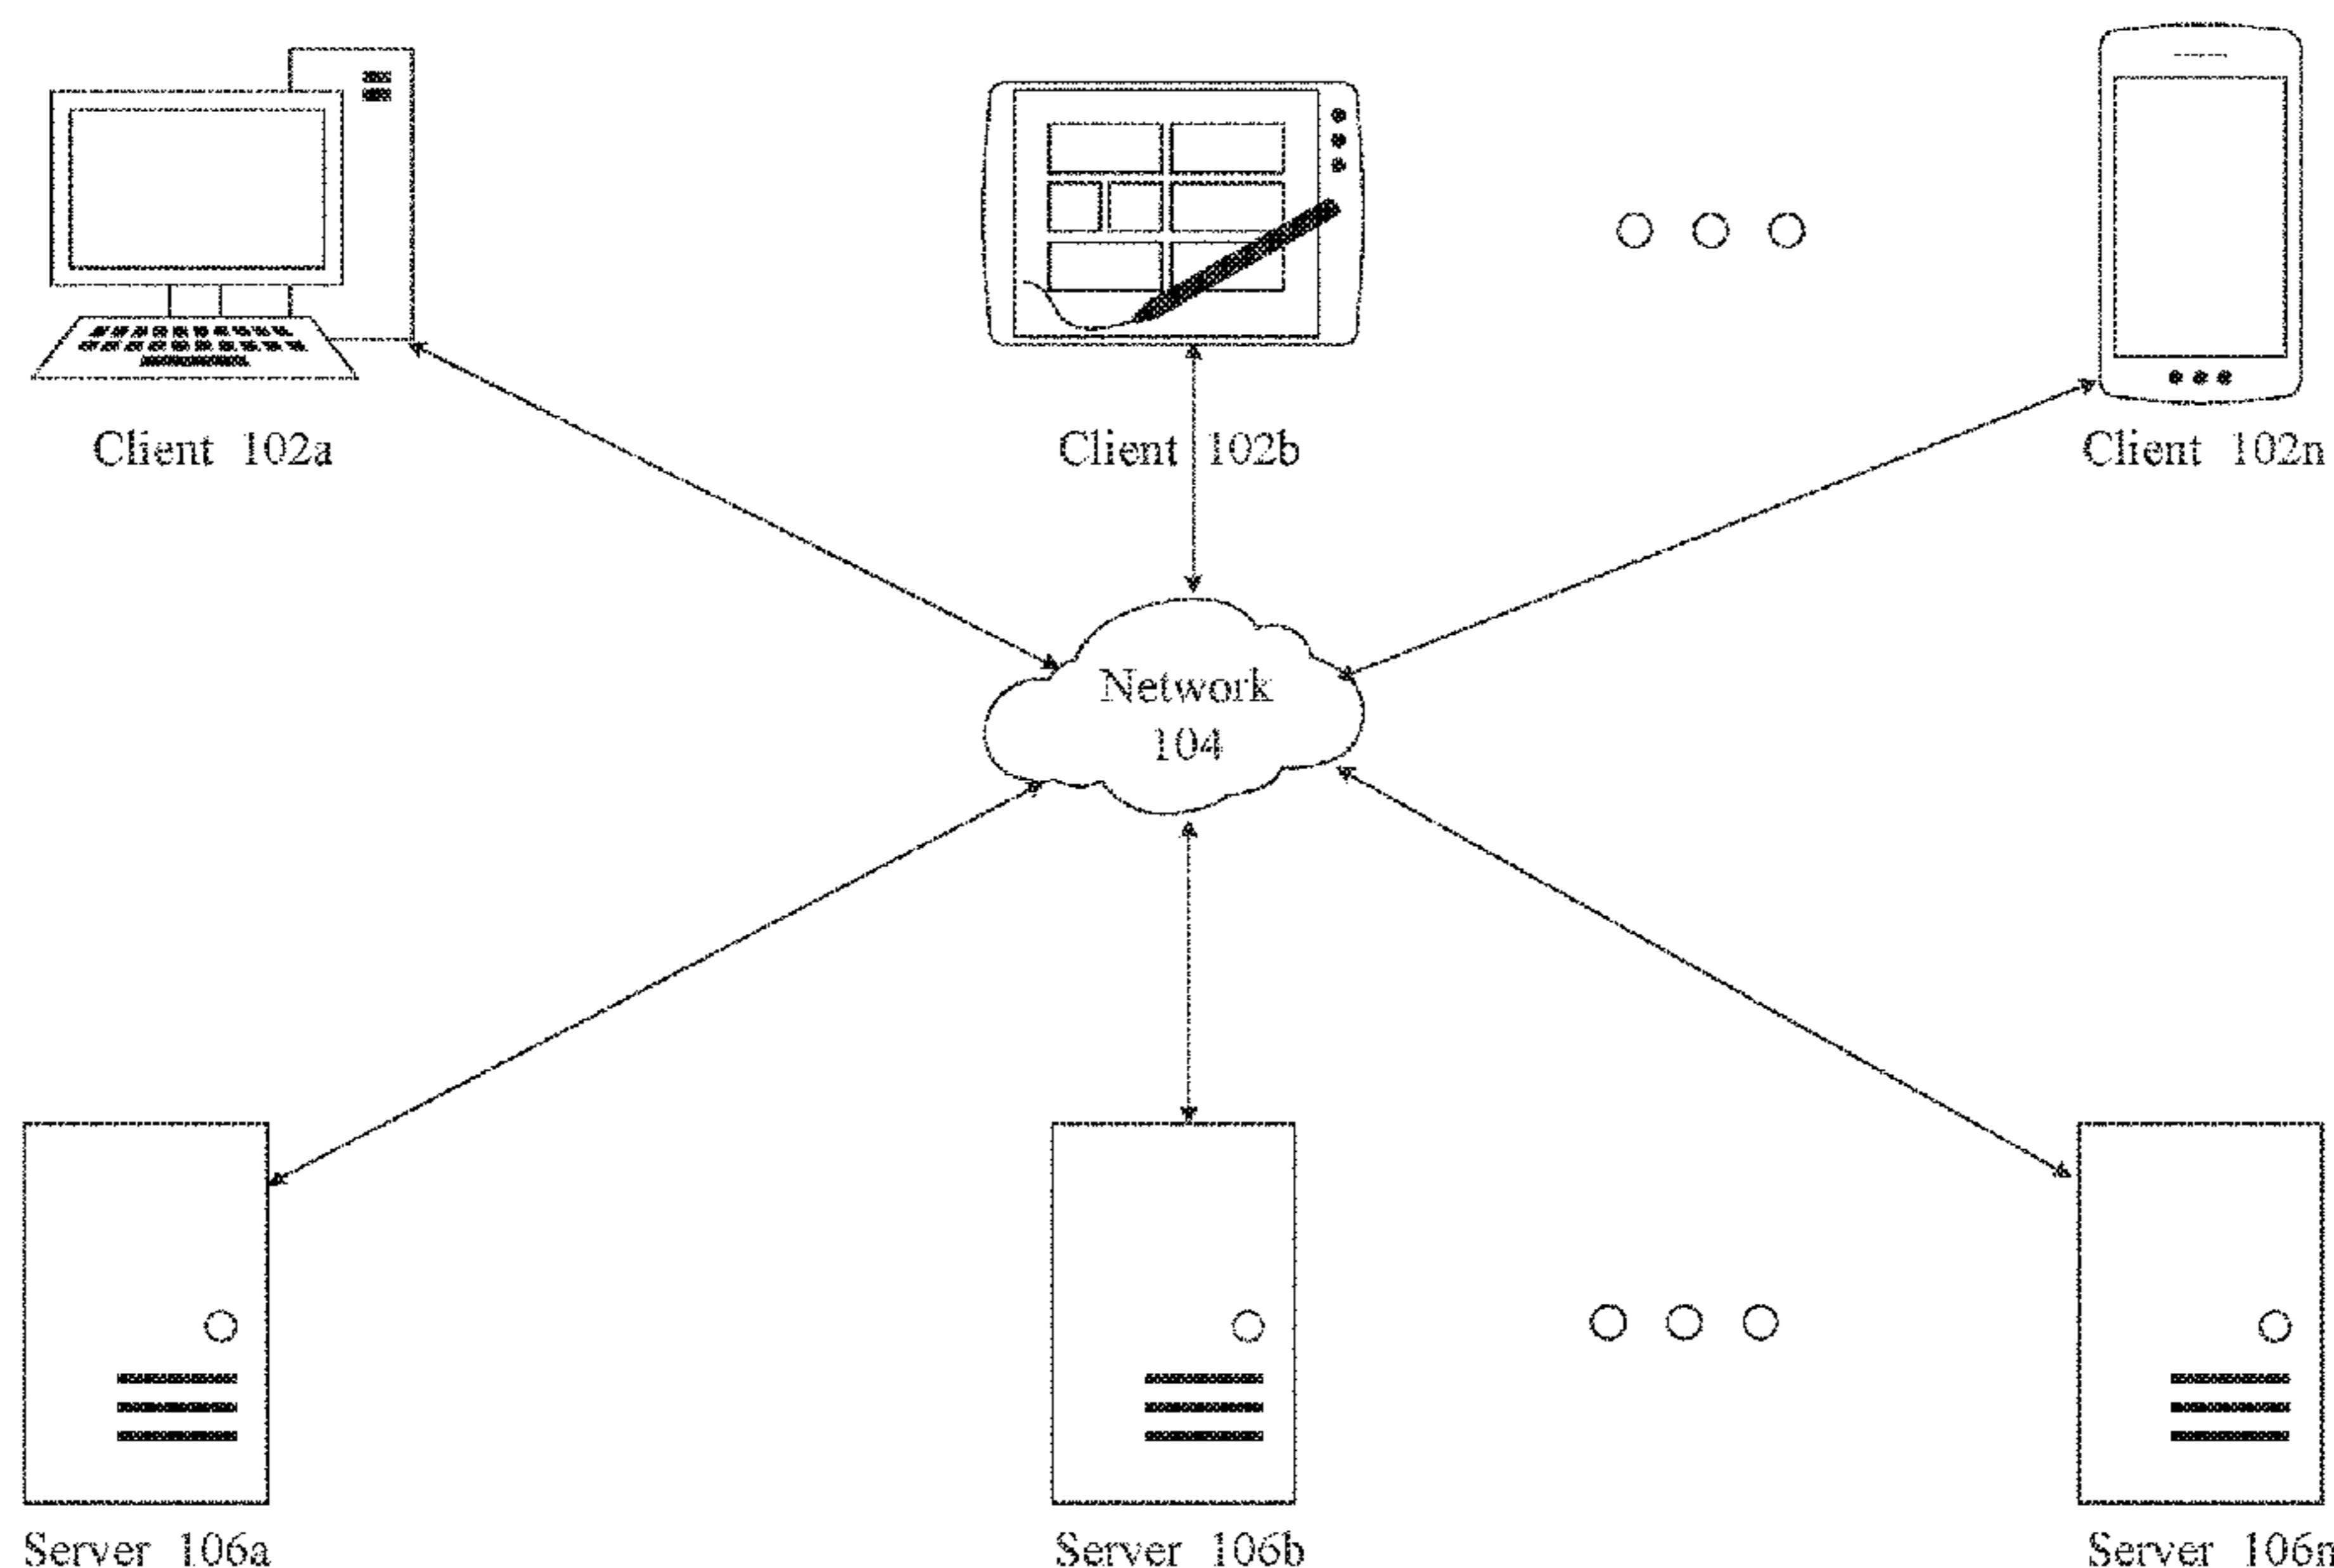 Client 102a
Client 102b
Client 102n
Network
104
Server 106a
Server 106b
Server 106n